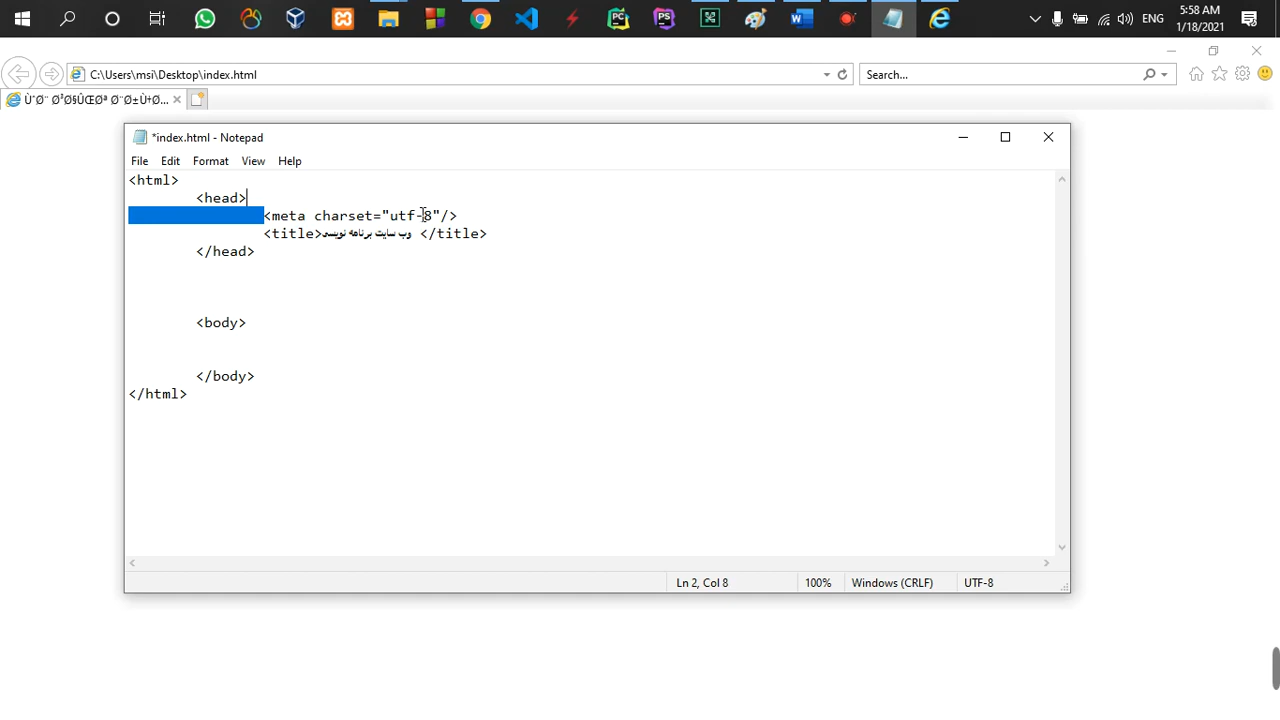 5:58 AM
ENG
1/18/2021
C:\Users\msi\Desktop\index.html
Search...
*index.html - Notepad
File Edit Format View Help
<html>
<head>
<meta charset="utf-8"/>
<title>وب سایت برنامه نویسی </title>
</head>
<body>
</body>
</html>
Ln 2, Col 8 100% Windows (CRLF) UTF-8